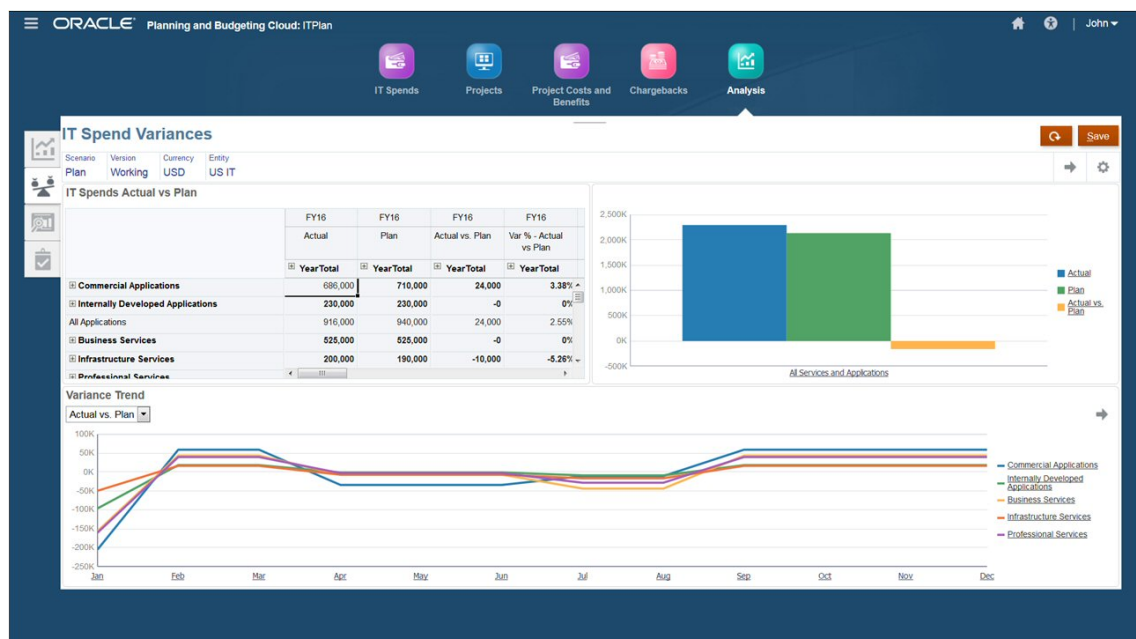 ORACLE Planning and Budgeting Cloud: ITPlan
John
IT Spends
Projects
Project Costs and
Benefits
Chargebacks
Analysis
IT Spend Variances
Save
Scenario Version Currency Entity
Plan Working USD US IT
IT Spends Actual vs Plan
FY16 FY16 FY16 FY16
Actual Plan Actual vs. Plan Var % - Actual
vs Plan
YearTotal YearTotal YearTotal YearTotal
Commercial Applications 686,000 710,000 24,000 3.38%
Internally Developed Applications 230,000 230,000 -0 0%
All Applications 916,000 940,000 24,000 2.55%
Business Services 525,000 525,000 -0 0%
Infrastructure Services 200,000 190,000 -10,000 -5.26%
Professional Services
2,500K
2,000K
1,500K
1,000K
500K
0K
-500K
All Services and Applications
Actual
Plan
Actual vs.
Plan
Variance Trend
Actual vs. Plan
100K
50K
0K
-50K
-100K
-150K
-200K
-250K
Jan Feb Mar Apr May Jun Jul Aug Sep Oct Nov Dec
Commercial Applications
Internally Developed
Applications
Business Services
Infrastructure Services
Professional Services